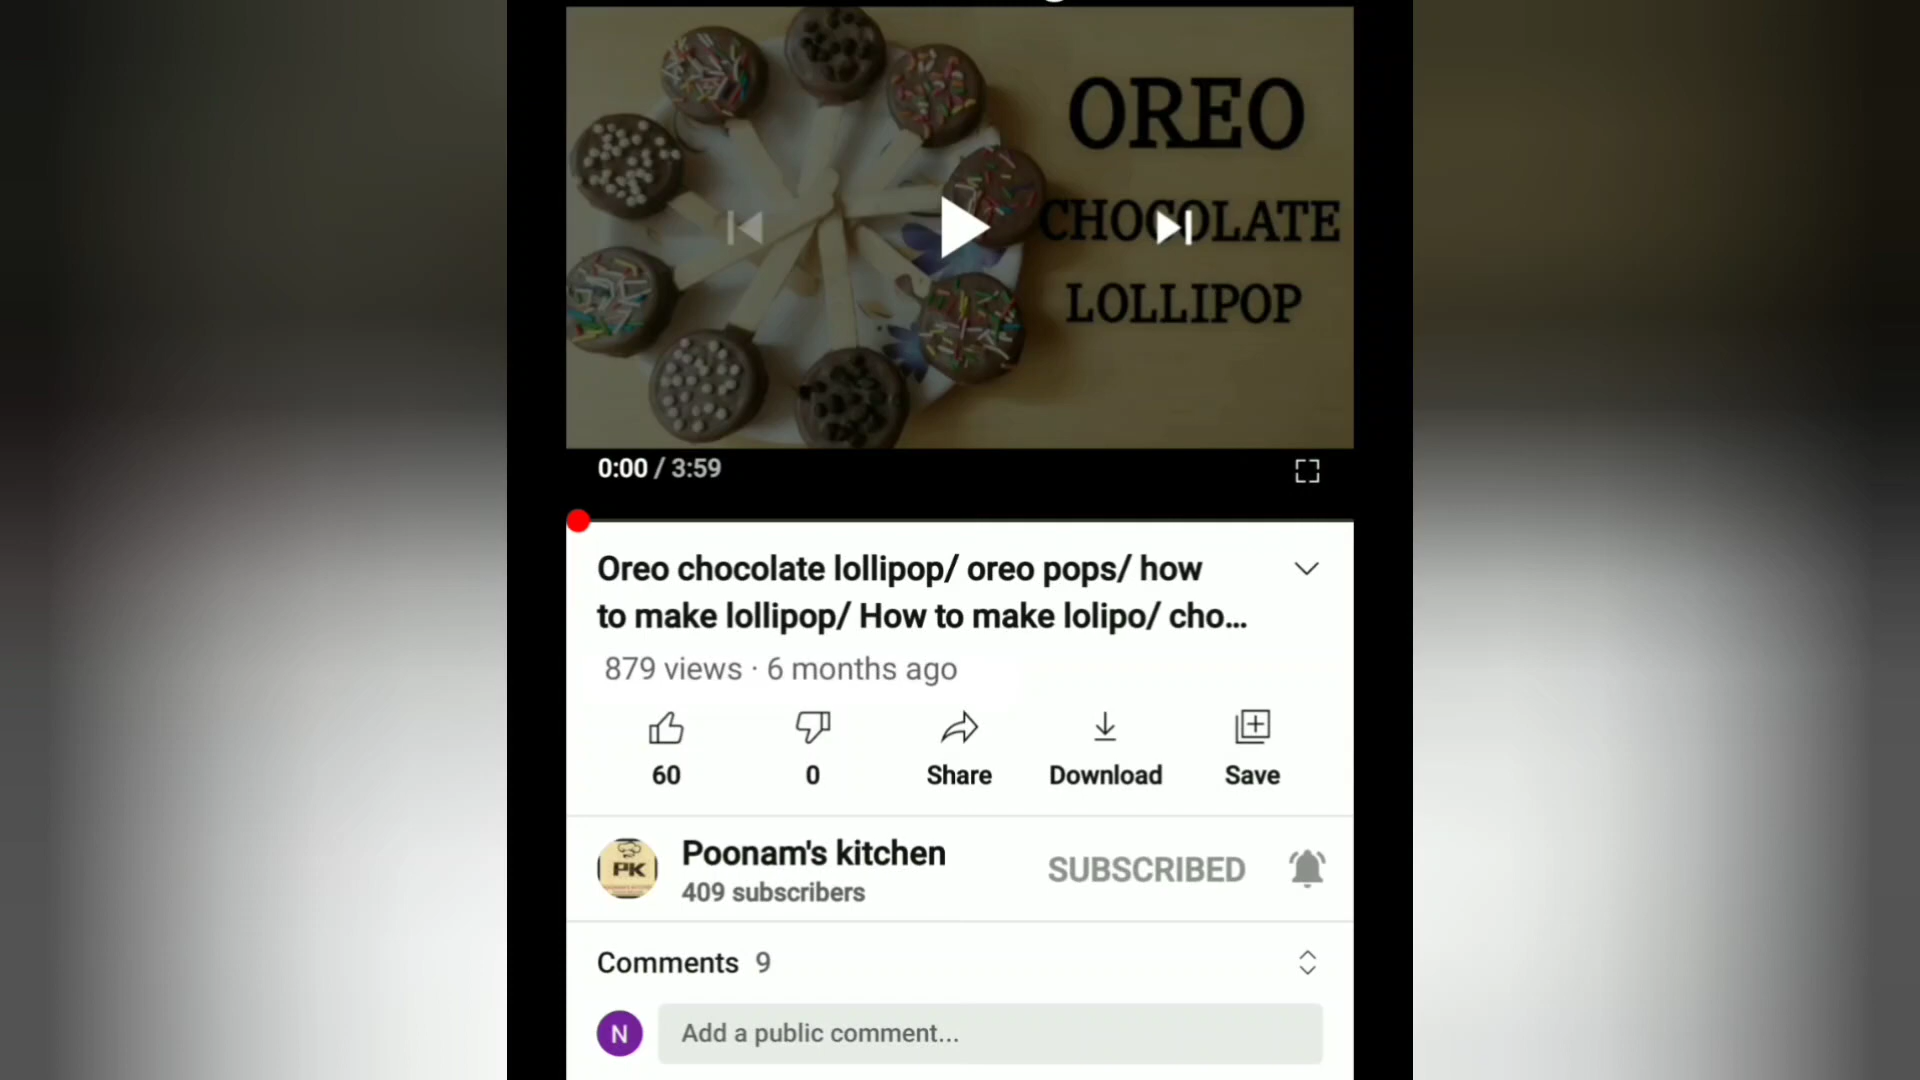 OREO
CHOCOLATE
LOLLIPOP
0:00 / 3:59
Oreo chocolate lollipop/ oreo pops/ how
to make lollipop/ How to make lolipo/ cho...
879 views · 6 months ago
60
0
Share
Download
Save
PK
Poonam's kitchen
409 subscribers
SUBSCRIBED
Comments 9
N
Add a public comment...